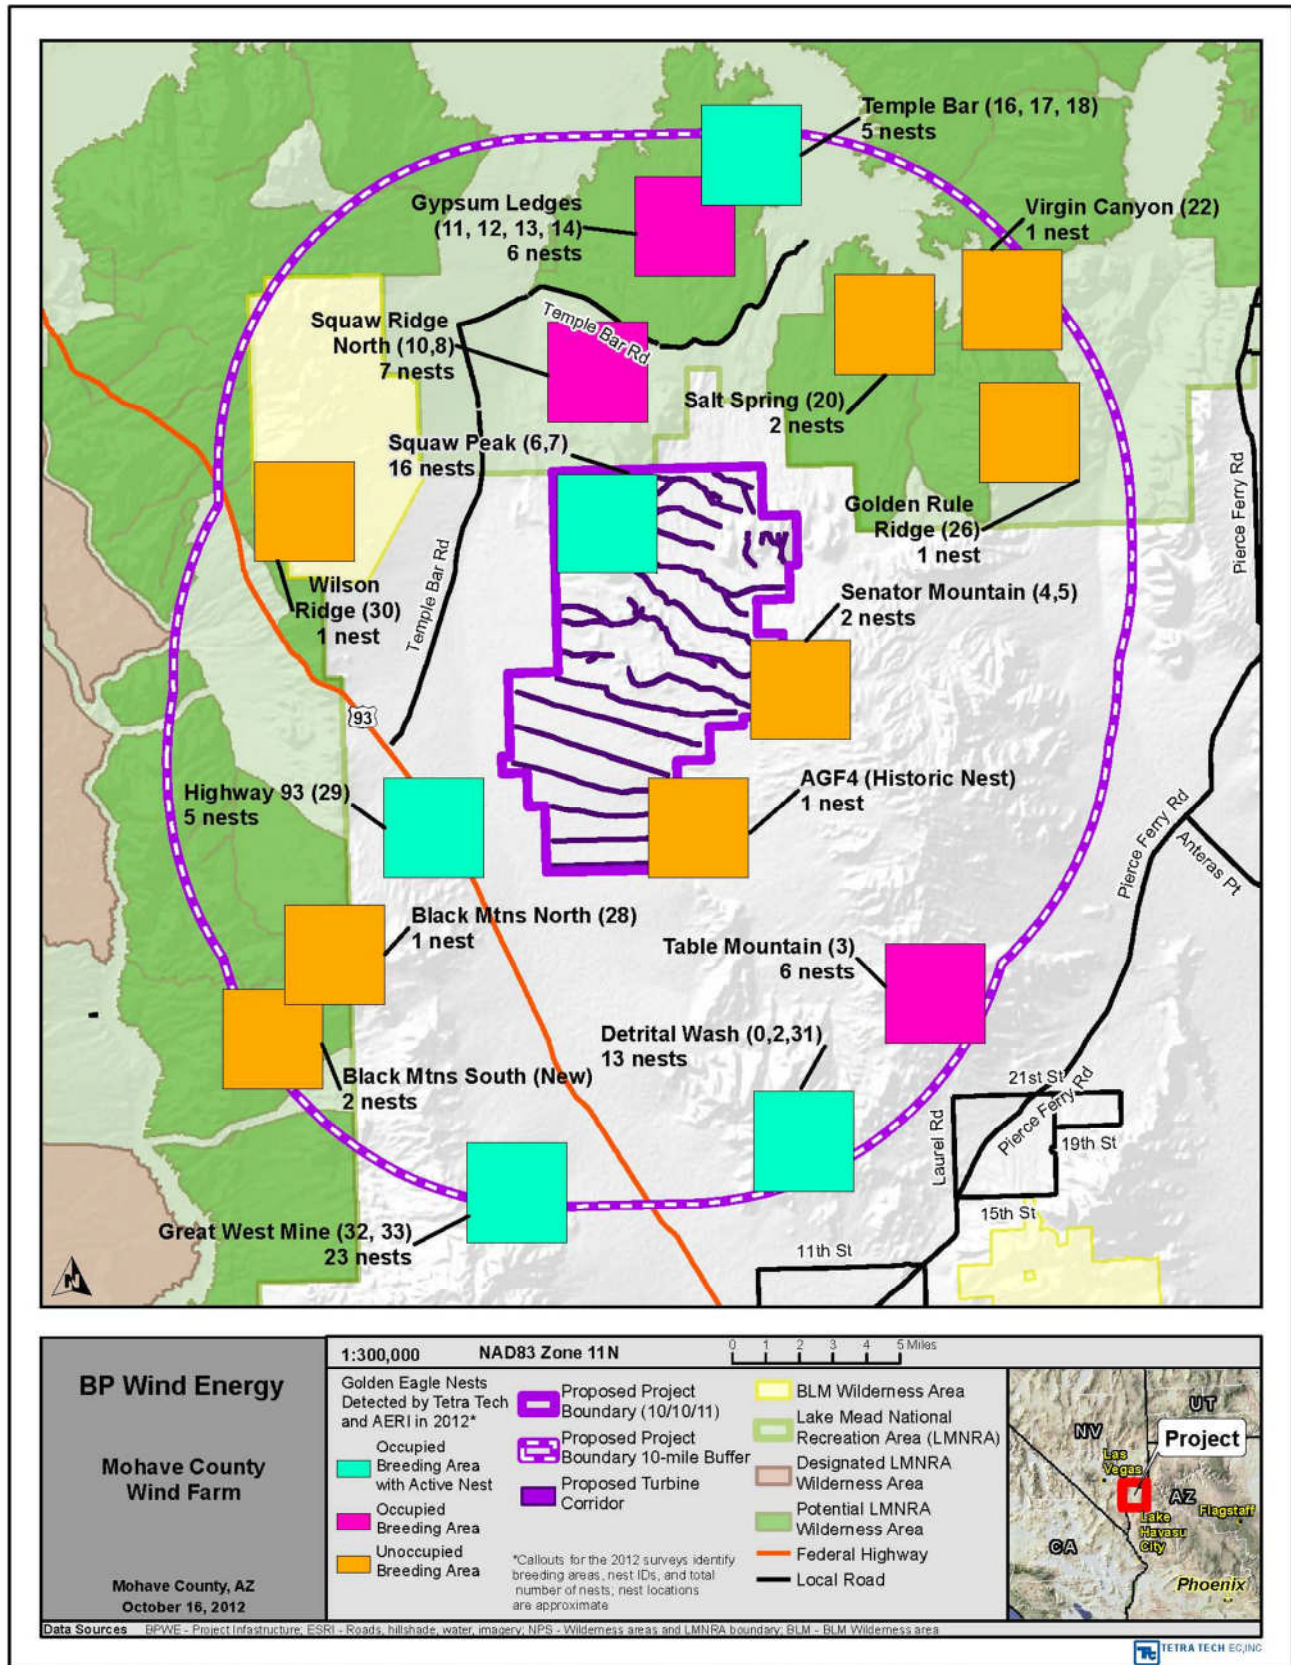 Temple Bar (16, 17, 18)
5 nests
Gypsum Ledges
(11, 12, 13, 14)
6 nests
Virgin Canyon (22)
1 nest
Squaw Ridge
North (10,8)
7 nests
Temple Bar Rd
Salt Spring (20)
2 nests
Squaw Peak (6,7)
16 nests
Golden Rule
Ridge (26)
1 nest
Pierce Ferry Rd
Wilson
Ridge (30)
1 nest
Temple Bar Rd
Senator Mountain (4,5)
2 nests
93
Highway 93 (29)
5 nests
AGF4 (Historic Nest)
1 nest
Pierce Ferry Rd
Anteras Pt
Black Mtns North (28)
1 nest
Table Mountain (3)
6 nests
Detrital Wash (0,2,31)
13 nests
Black Mtns South (New)
2 nests
21st St
Pierce Ferry Rd
19th St
Laurel Rd
15th St
Great West Mine (32, 33)
23 nests
11th St
N
BP Wind Energy
Mohave County
Wind Farm
Mohave County, AZ
October 16, 2012
1:300,000
NAD83 Zone 11N
0 1 2 3 4 5 Miles
Golden Eagle Nests
Detected by Tetra Tech
and AERI in 2012*
Occupied
Breeding Area
with Active Nest
Occupied
Breeding Area
Unoccupied
Breeding Area
Proposed Project
Boundary (10/10/11)
Proposed Project
Boundary 10-mile Buffer
Proposed Turbine
Corridor
*Callouts for the 2012 surveys identify
breeding areas, nest IDs, and total
number of nests; nest locations
are approximate
BLM Wilderness Area
Lake Mead National
Recreation Area (LMNRA)
Designated LMNRA
Wilderness Area
Potential LMNRA
Wilderness Area
Federal Highway
Local Road
UT
NV
Project
Las
Vegas
AZ
Flagstaff
Lake
Havasu
City
CA
Phoenix
Data Sources BPWE - Project Infastructure; ESRI - Roads, hillshade, water, imagery; NPS - Wilderness areas and LMNRA boundary; BLM - BLM Wilderness area
TETRA TECH EC,INC